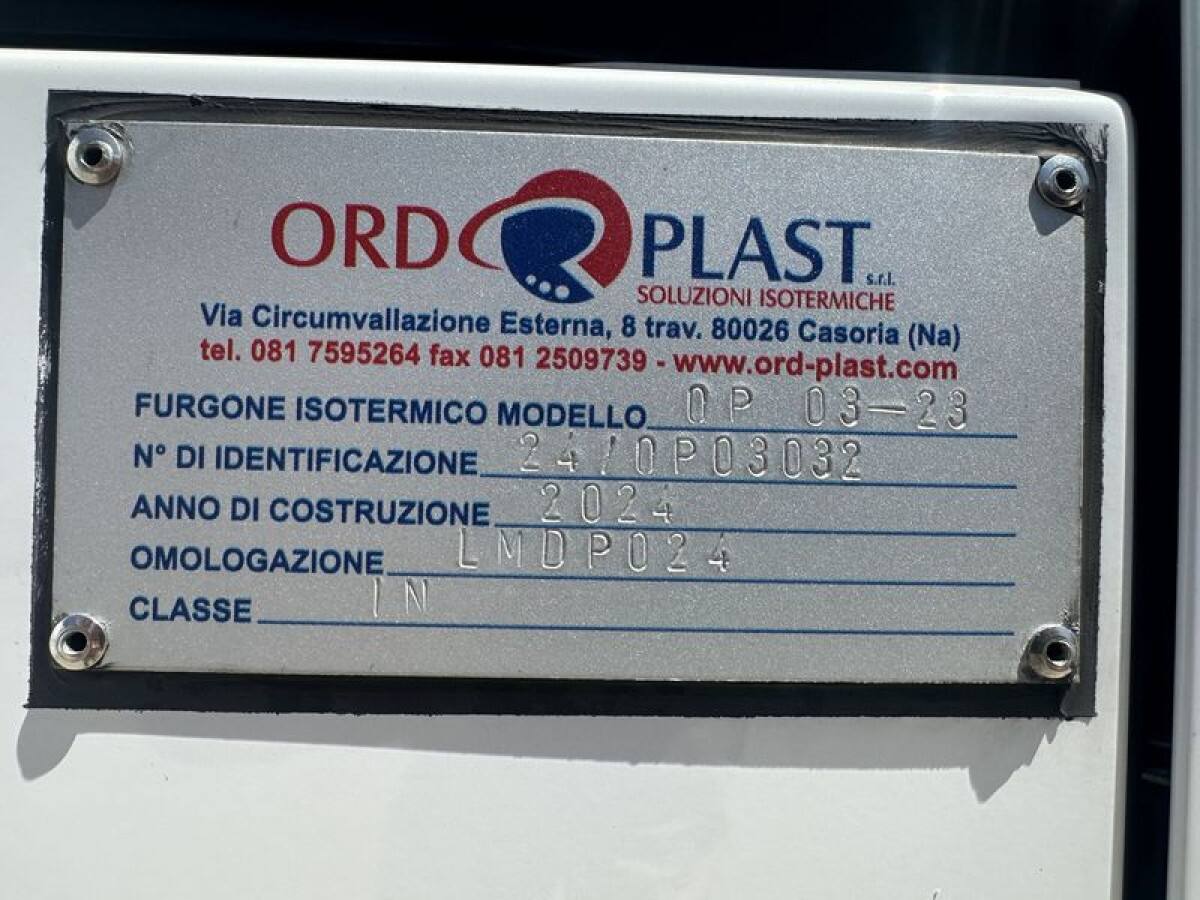 ORD PLAST s.r.l.
SOLUZIONI ISOTERMICHE
Via Circumvallazione Esterna, 8 trav. 80026 Casoria (Na)
tel. 081 7595264 fax 081 2509739 - www.ord-plast.com
FURGONE ISOTERMICO MODELLO OP 03-23
N° DI IDENTIFICAZIONE 24/OP03032
ANNO DI COSTRUZIONE 2024
OMOLOGAZIONE LMDP024
CLASSE IN